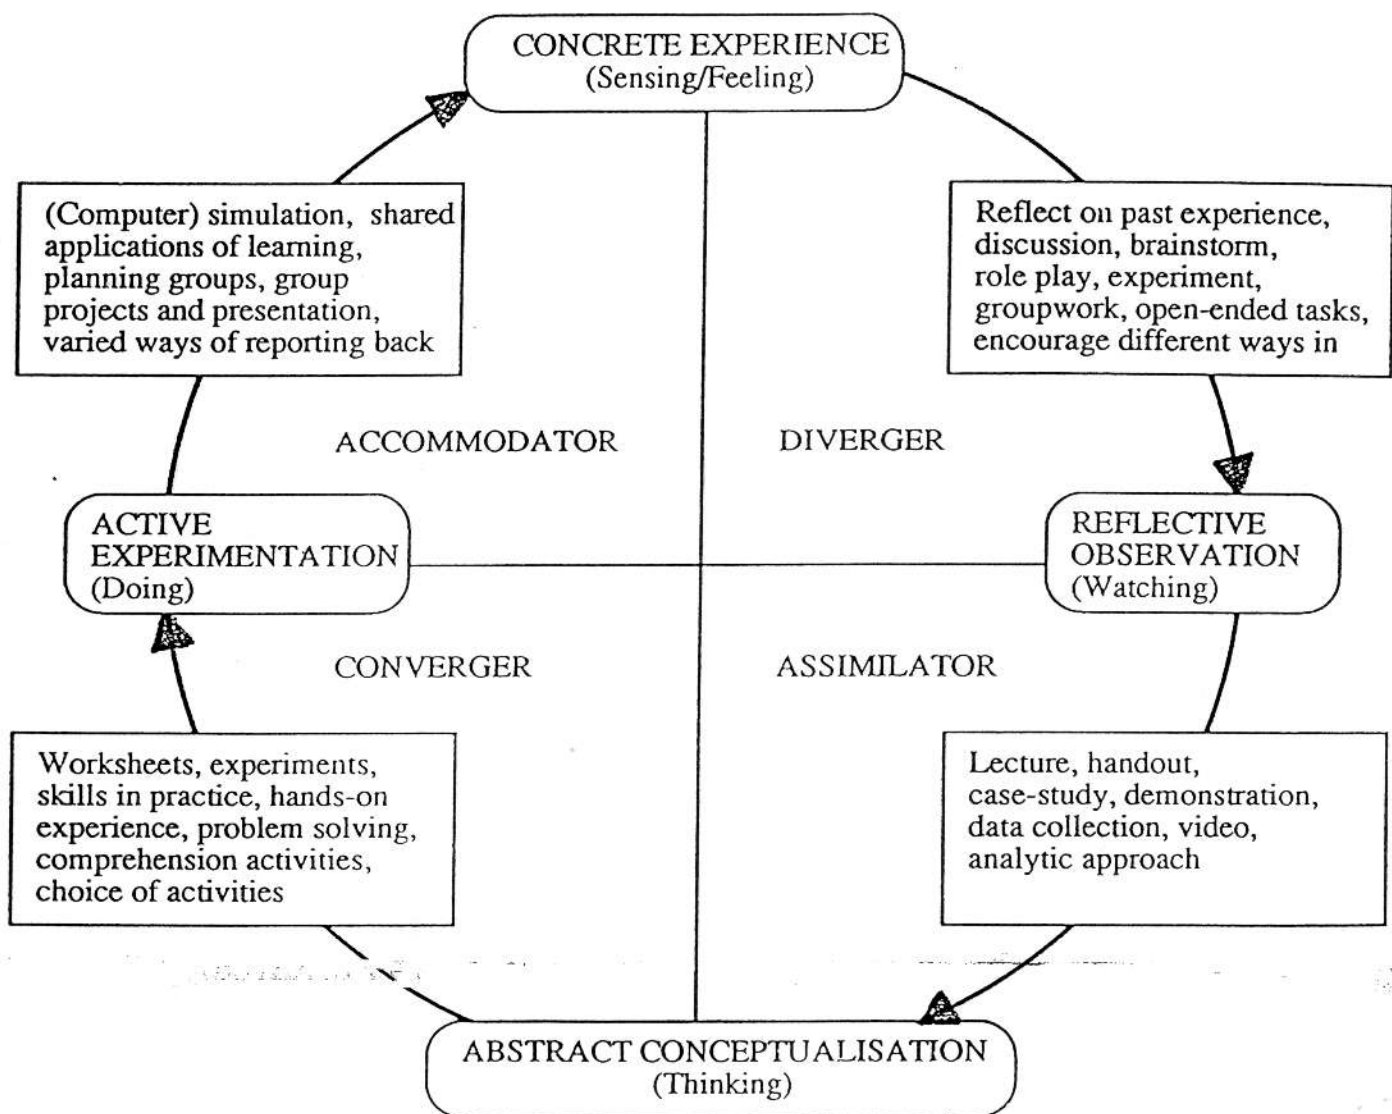 CONCRETE EXPERIENCE
(Sensing/Feeling)
(Computer) simulation, shared
applications of learning,
planning groups, group
projects and presentation,
varied ways of reporting back
Reflect on past experience,
discussion, brainstorm,
role play, experiment,
groupwork, open-ended tasks,
encourage different ways in
ACCOMMODATOR
DIVERGER
ACTIVE
EXPERIMENTATION
(Doing)
REFLECTIVE
OBSERVATION
(Watching)
CONVERGER
ASSIMILATOR
Worksheets, experiments,
skills in practice, hands-on
experience, problem solving,
comprehension activities,
choice of activities
Lecture, handout,
case-study, demonstration,
data collection, video,
analytic approach
ABSTRACT CONCEPTUALISATION
(Thinking)